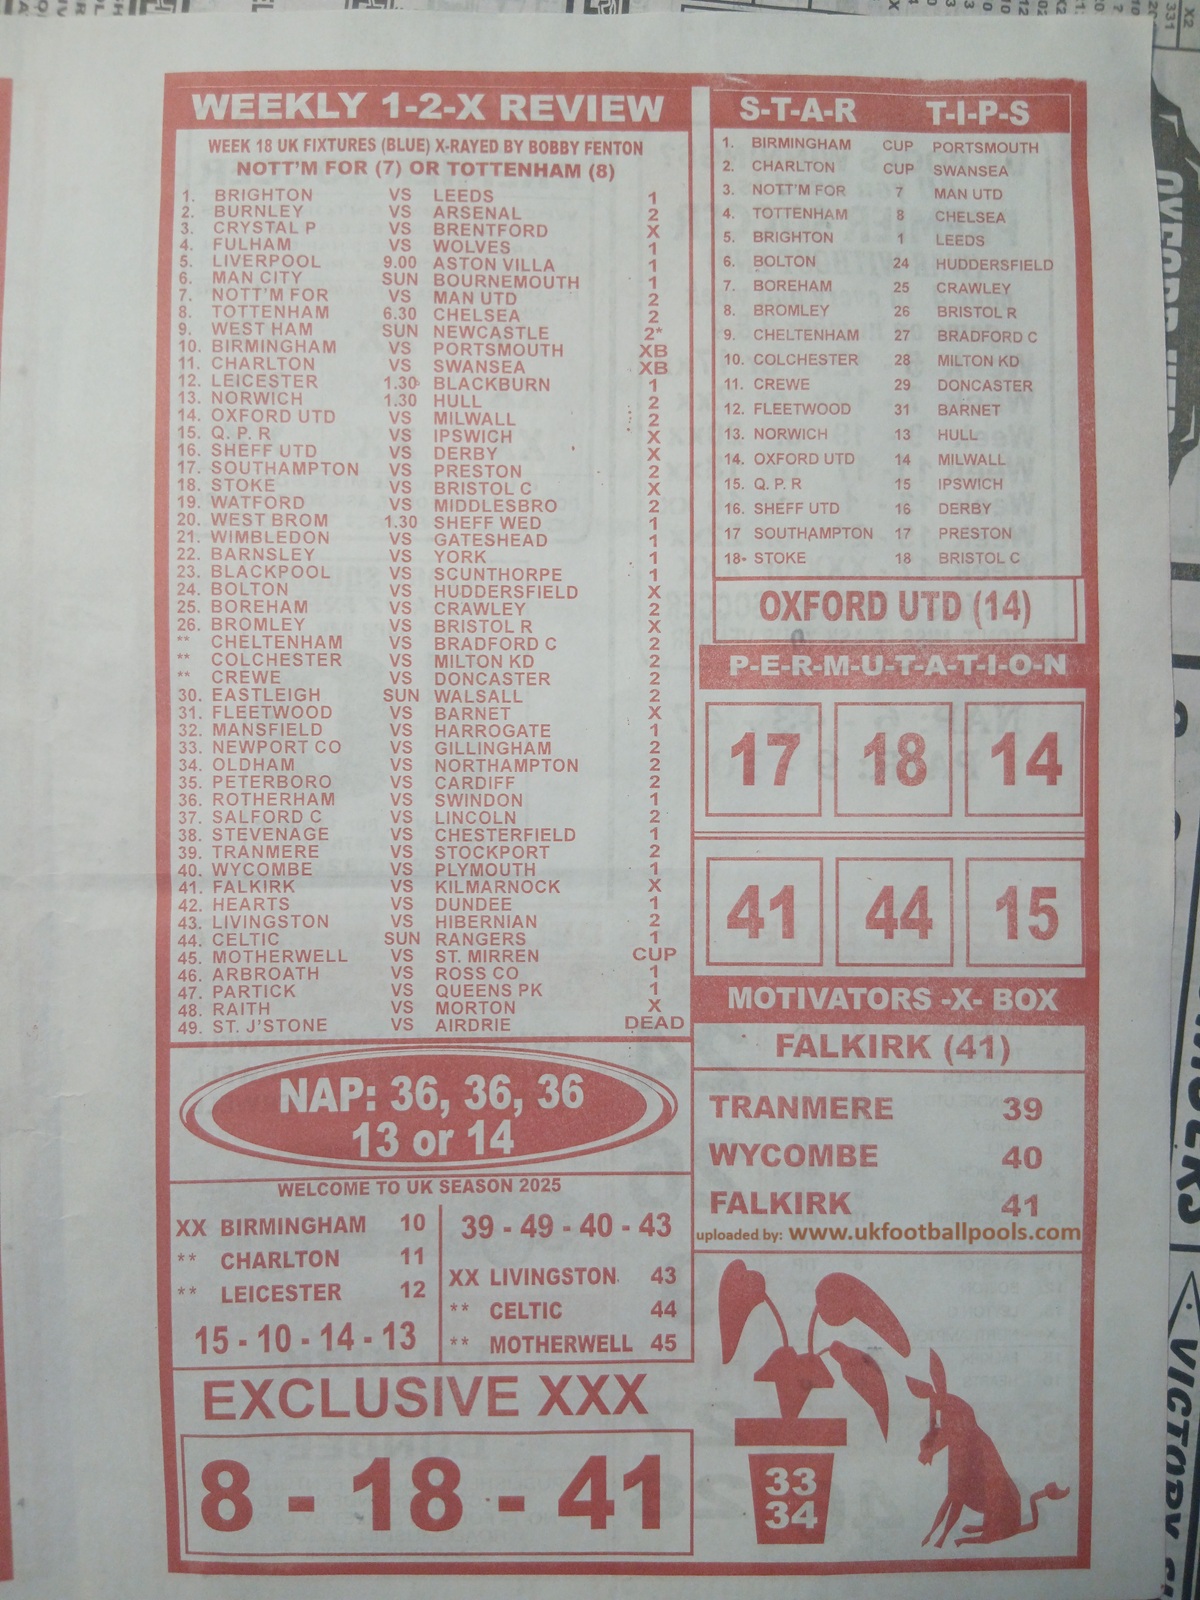 WEEKLY 1-2-X REVIEW
WEEK 18 UK FIXTURES (BLUE) X-RAYED BY BOBBY FENTON
NOTT'M FOR (7) OR TOTTENHAM (8)
1. BRIGHTON VS LEEDS 1
2. BURNLEY VS ARSENAL 2
3. CRYSTAL P VS BRENTFORD X
4. FULHAM VS WOLVES 1
5. LIVERPOOL 9.00 ASTON VILLA 1
6. MAN CITY SUN BOURNEMOUTH 1
7. NOTT'M FOR VS MAN UTD 2
8. TOTTENHAM 6.30 CHELSEA 2
9. WEST HAM SUN NEWCASTLE 2*
10. BIRMINGHAM VS PORTSMOUTH XB
11. CHARLTON VS SWANSEA XB
12. LEICESTER 1.30 BLACKBURN 1
13. NORWICH 1.30 HULL 2
14. OXFORD UTD VS MILWALL 2
15. Q. P. R VS IPSWICH X
16. SHEFF UTD VS DERBY X
17. SOUTHAMPTON VS PRESTON 2
18. STOKE VS BRISTOL C X
19. WATFORD VS MIDDLESBRO 2
20. WEST BROM 1.30 SHEFF WED 1
21. WIMBLEDON VS GATESHEAD 1
22. BARNSLEY VS YORK 1
23. BLACKPOOL VS SCUNTHORPE 1
24. BOLTON VS HUDDERSFIELD X
25. BOREHAM VS CRAWLEY 2
26. BROMLEY VS BRISTOL R X
** CHELTENHAM VS BRADFORD C 2
** COLCHESTER VS MILTON KD 2
** CREWE VS DONCASTER 2
30. EASTLEIGH SUN WALSALL 2
31. FLEETWOOD VS BARNET X
32. MANSFIELD VS HARROGATE 1
33. NEWPORT CO VS GILLINGHAM 2
34. OLDHAM VS NORTHAMPTON 2
35. PETERBORO VS CARDIFF 2
36. ROTHERHAM VS SWINDON 1
37. SALFORD C VS LINCOLN 2
38. STEVENAGE VS CHESTERFIELD 1
39. TRANMERE VS STOCKPORT 2
40. WYCOMBE VS PLYMOUTH 1
41. FALKIRK VS KILMARNOCK X
42. HEARTS VS DUNDEE 1
43. LIVINGSTON VS HIBERNIAN 2
44. CELTIC SUN RANGERS 1
45. MOTHERWELL VS ST. MIRREN CUP
46. ARBROATH VS ROSS CO 1
47. PARTICK VS QUEENS PK 1
48. RAITH VS MORTON X
49. ST. J'STONE VS AIRDRIE DEAD
NAP: 36, 36, 36
13 or 14
WELCOME TO UK SEASON 2025
XX BIRMINGHAM 10
** CHARLTON 11
** LEICESTER 12
15 - 10 - 14 - 13
39 - 49 - 40 - 43
XX LIVINGSTON 43
** CELTIC 44
** MOTHERWELL 45
EXCLUSIVE XXX
8 - 18 - 41
S-T-A-R T-I-P-S
1. BIRMINGHAM CUP PORTSMOUTH
2. CHARLTON CUP SWANSEA
3. NOTT'M FOR 7 MAN UTD
4. TOTTENHAM 8 CHELSEA
5. BRIGHTON 1 LEEDS
6. BOLTON 24 HUDDERSFIELD
7. BOREHAM 25 CRAWLEY
8. BROMLEY 26 BRISTOL R
9. CHELTENHAM 27 BRADFORD C
10. COLCHESTER 28 MILTON KD
11. CREWE 29 DONCASTER
12. FLEETWOOD 31 BARNET
13. NORWICH 13 HULL
14. OXFORD UTD 14 MILWALL
15. Q. P. R 15 IPSWICH
16. SHEFF UTD 16 DERBY
17 SOUTHAMPTON 17 PRESTON
18. STOKE 18 BRISTOL C
OXFORD UTD (14)
P-E-R-M-U-T-A-T-I-O-N
17 18 14
41 44 15
MOTIVATORS -X- BOX
FALKIRK (41)
TRANMERE 39
WYCOMBE 40
FALKIRK 41
uploaded by: www.ukfootballpools.com
33
34